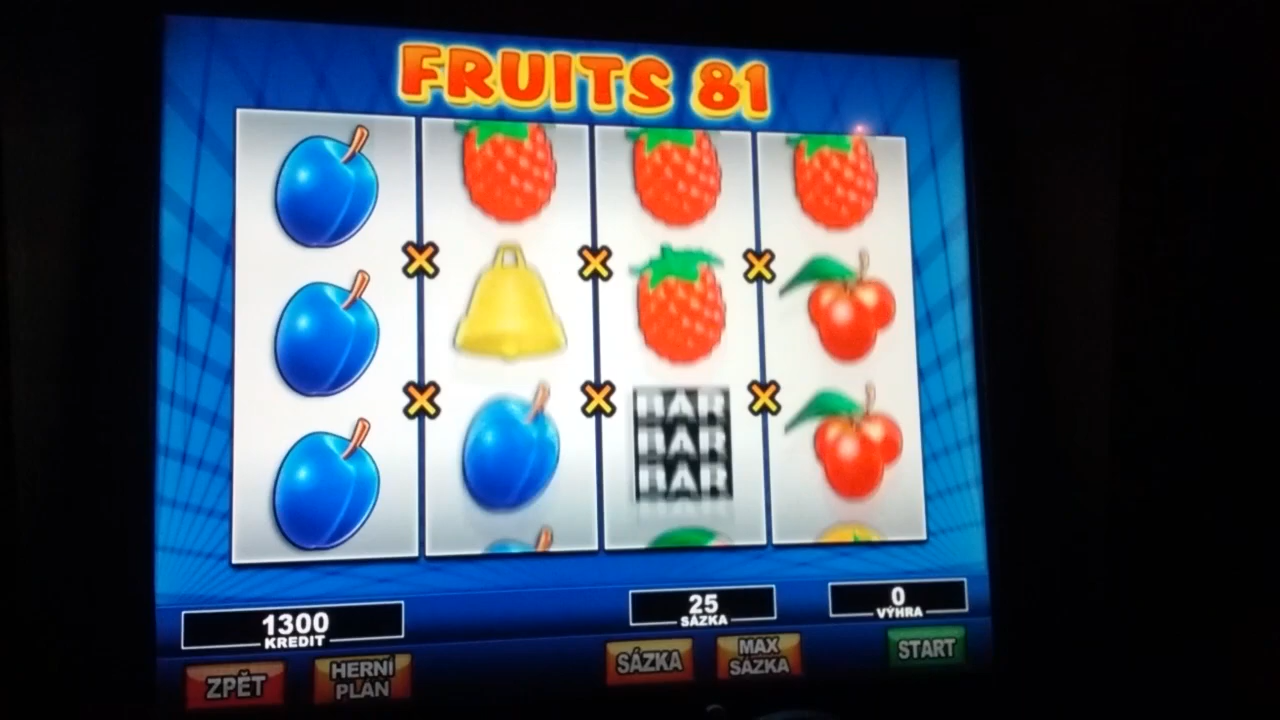 FRUITS 81
BAR
BAR
BAR
1300
KREDIT
25
SÁZKA
0
VÝHRA
ZPĚT
HERNÍ
PLÁN
SÁZKA
MAX
SÁZKA
START